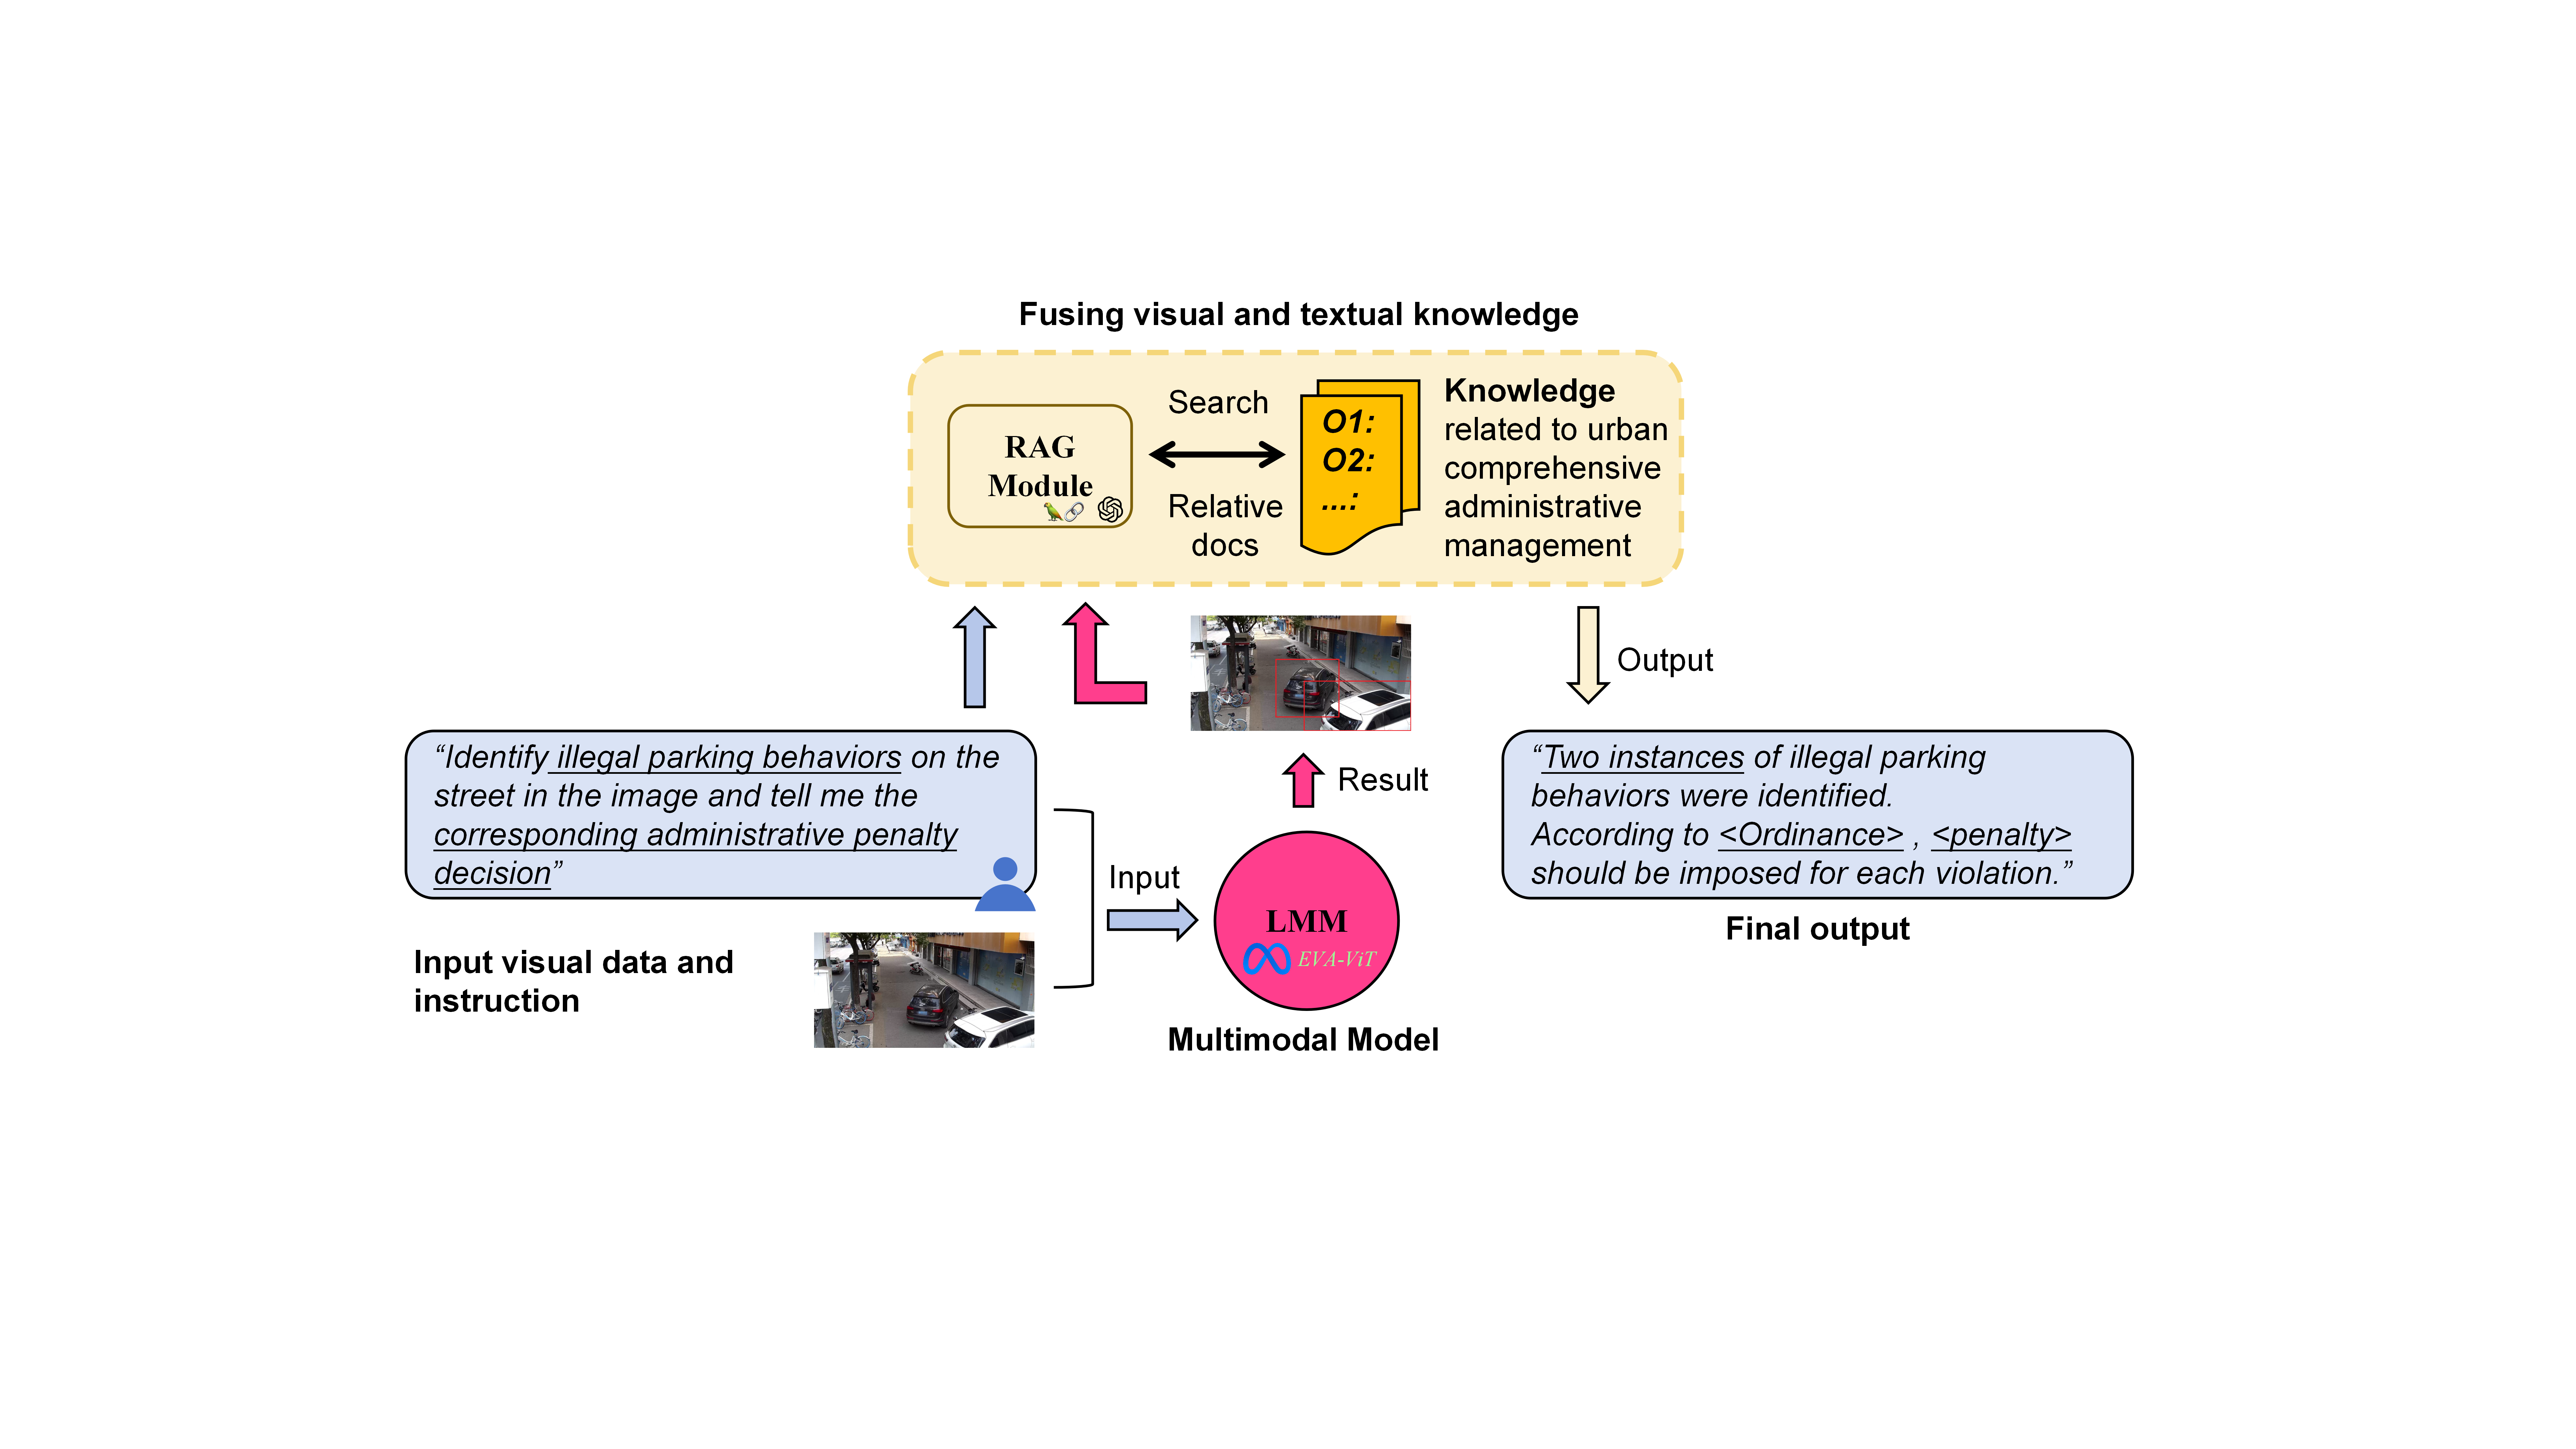 Fusing visual and textual knowledge
RAG
Module
Search
Relative
docs
O1:
O2:
...:
Knowledge
related to urban
comprehensive
administrative
management
Output
“Identify illegal parking behaviors on the
street in the image and tell me the
corresponding administrative penalty
decision”
Input visual data and
instruction
Input
Result
LMM
EVA-ViT
Multimodal Model
“Two instances of illegal parking
behaviors were identified.
According to <Ordinance> , <penalty>
should be imposed for each violation.”
Final output